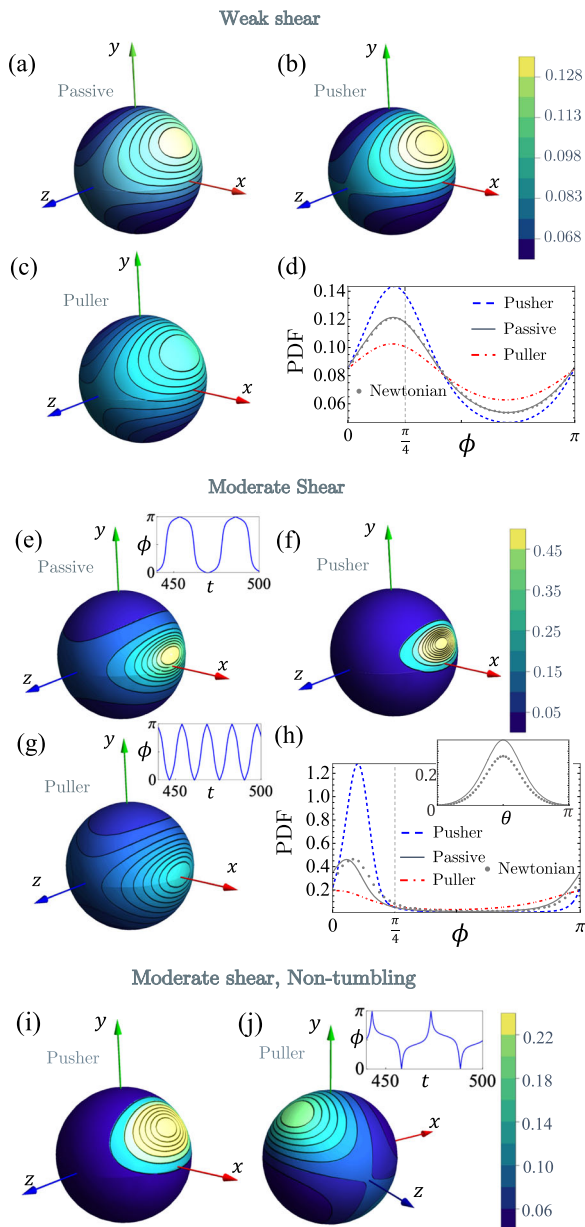 Weak shear
(a)
Passive
y
x
z
(b)
Pusher
y
x
z
0.128
0.113
0.098
0.083
0.068
(c)
Puller
y
x
z
(d)
PDF
0.14
0.12
0.10
0.08
0.06
Pusher
Passive
Puller
Newtonian
0
π/4
ϕ
π
Moderate Shear
(e)
Passive
y
x
z
π
ϕ
0
440
t
500
(f)
Pusher
y
x
z
0.45
0.35
0.25
0.15
0.05
(g)
Puller
y
x
z
π
ϕ
0
440
t
500
(h)
PDF
1.2
1.0
0.8
0.6
0.4
0.2
0.2
0
0
θ
π
Pusher
Passive
Puller
Newtonian
0
π/4
ϕ
π
Moderate shear, Non-tumbling
(i)
Pusher
y
x
z
(j)
Puller
y
x
z
π
ϕ
0
440
t
500
0.22
0.18
0.14
0.10
0.06